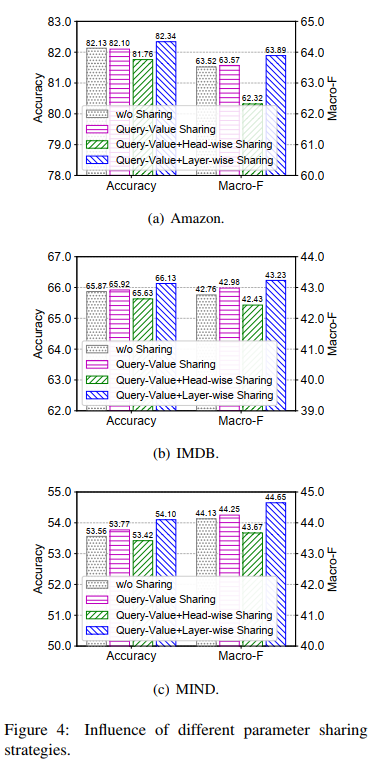 83.0
82.0
81.0
80.0
79.0
78.0
Accuracy
82.13
82.10
81.76
82.34
63.52
63.57
62.32
63.89
65.0
64.0
63.0
62.0
61.0
60.0
Macro-F
w/o Sharing
Query-Value Sharing
Query-Value+Head-wise Sharing
Query-Value+Layer-wise Sharing
Accuracy
Macro-F
(a) Amazon.
67.0
66.0
65.0
64.0
63.0
62.0
Accuracy
65.87
65.92
65.63
66.13
42.76
42.98
42.43
43.23
44.0
43.0
42.0
41.0
40.0
39.0
Macro-F
w/o Sharing
Query-Value Sharing
Query-Value+Head-wise Sharing
Query-Value+Layer-wise Sharing
Accuracy
Macro-F
(b) IMDB.
55.0
54.0
53.0
52.0
51.0
50.0
Accuracy
53.56
53.77
53.42
54.10
44.13
44.25
43.67
44.65
45.0
44.0
43.0
42.0
41.0
40.0
Macro-F
w/o Sharing
Query-Value Sharing
Query-Value+Head-wise Sharing
Query-Value+Layer-wise Sharing
Accuracy
Macro-F
(c) MIND.
Figure 4: Influence of different parameter sharing
strategies.